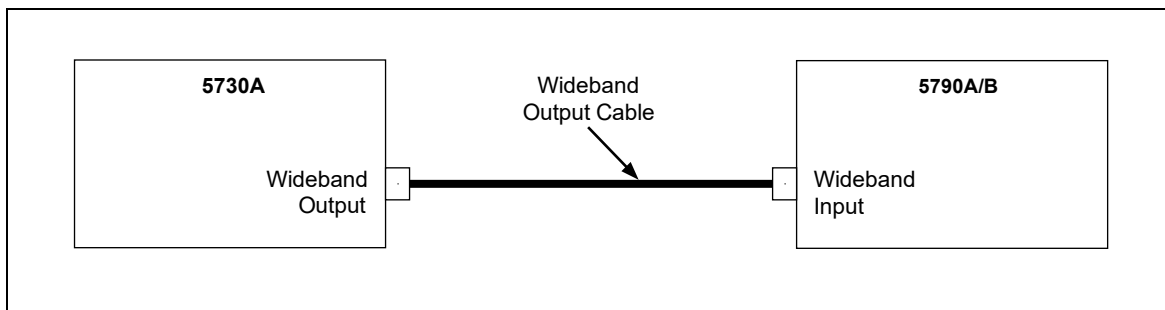 5730A
Wideband
Output
Wideband
Output Cable
5790A/B
Wideband
Input